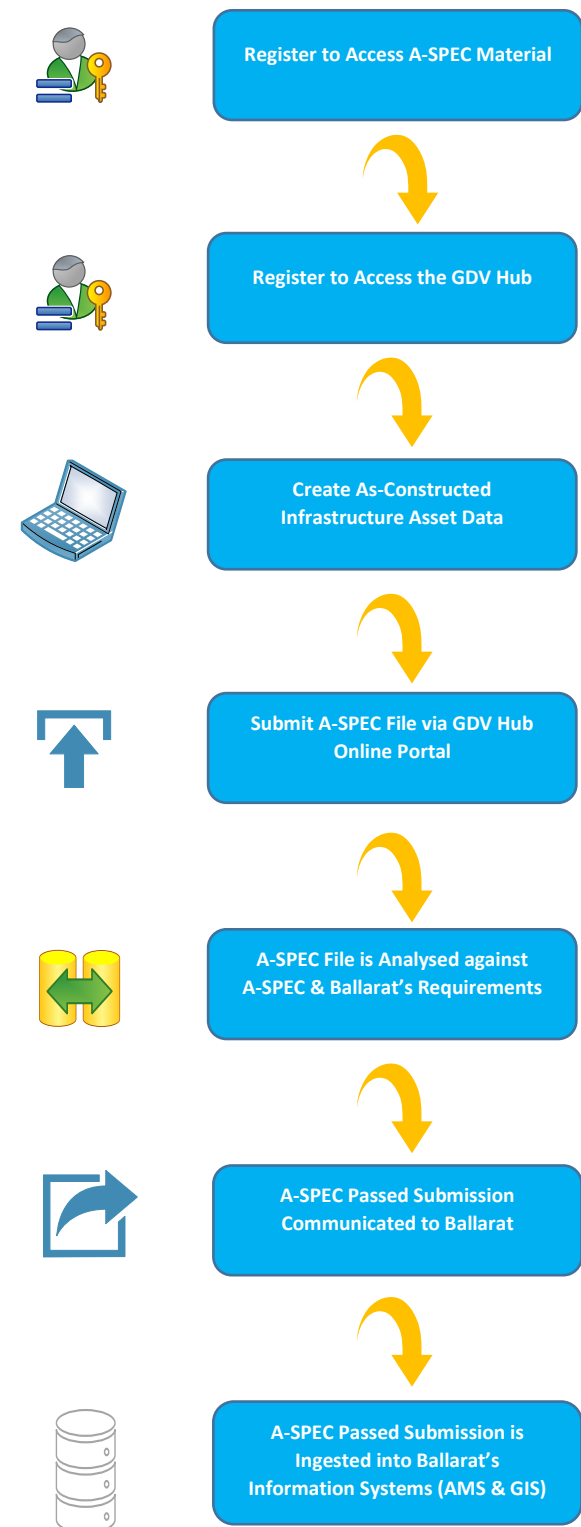 Register to Access A-SPEC Material
Register to Access the GDV Hub
Create As-Constructed
Infrastructure Asset Data
Submit A-SPEC File via GDV Hub
Online Portal
A-SPEC File is Analysed against
A-SPEC & Ballarat’s Requirements
A-SPEC Passed Submission
Communicated to Ballarat
A-SPEC Passed Submission is
Ingested into Ballarat’s
Information Systems (AMS & GIS)